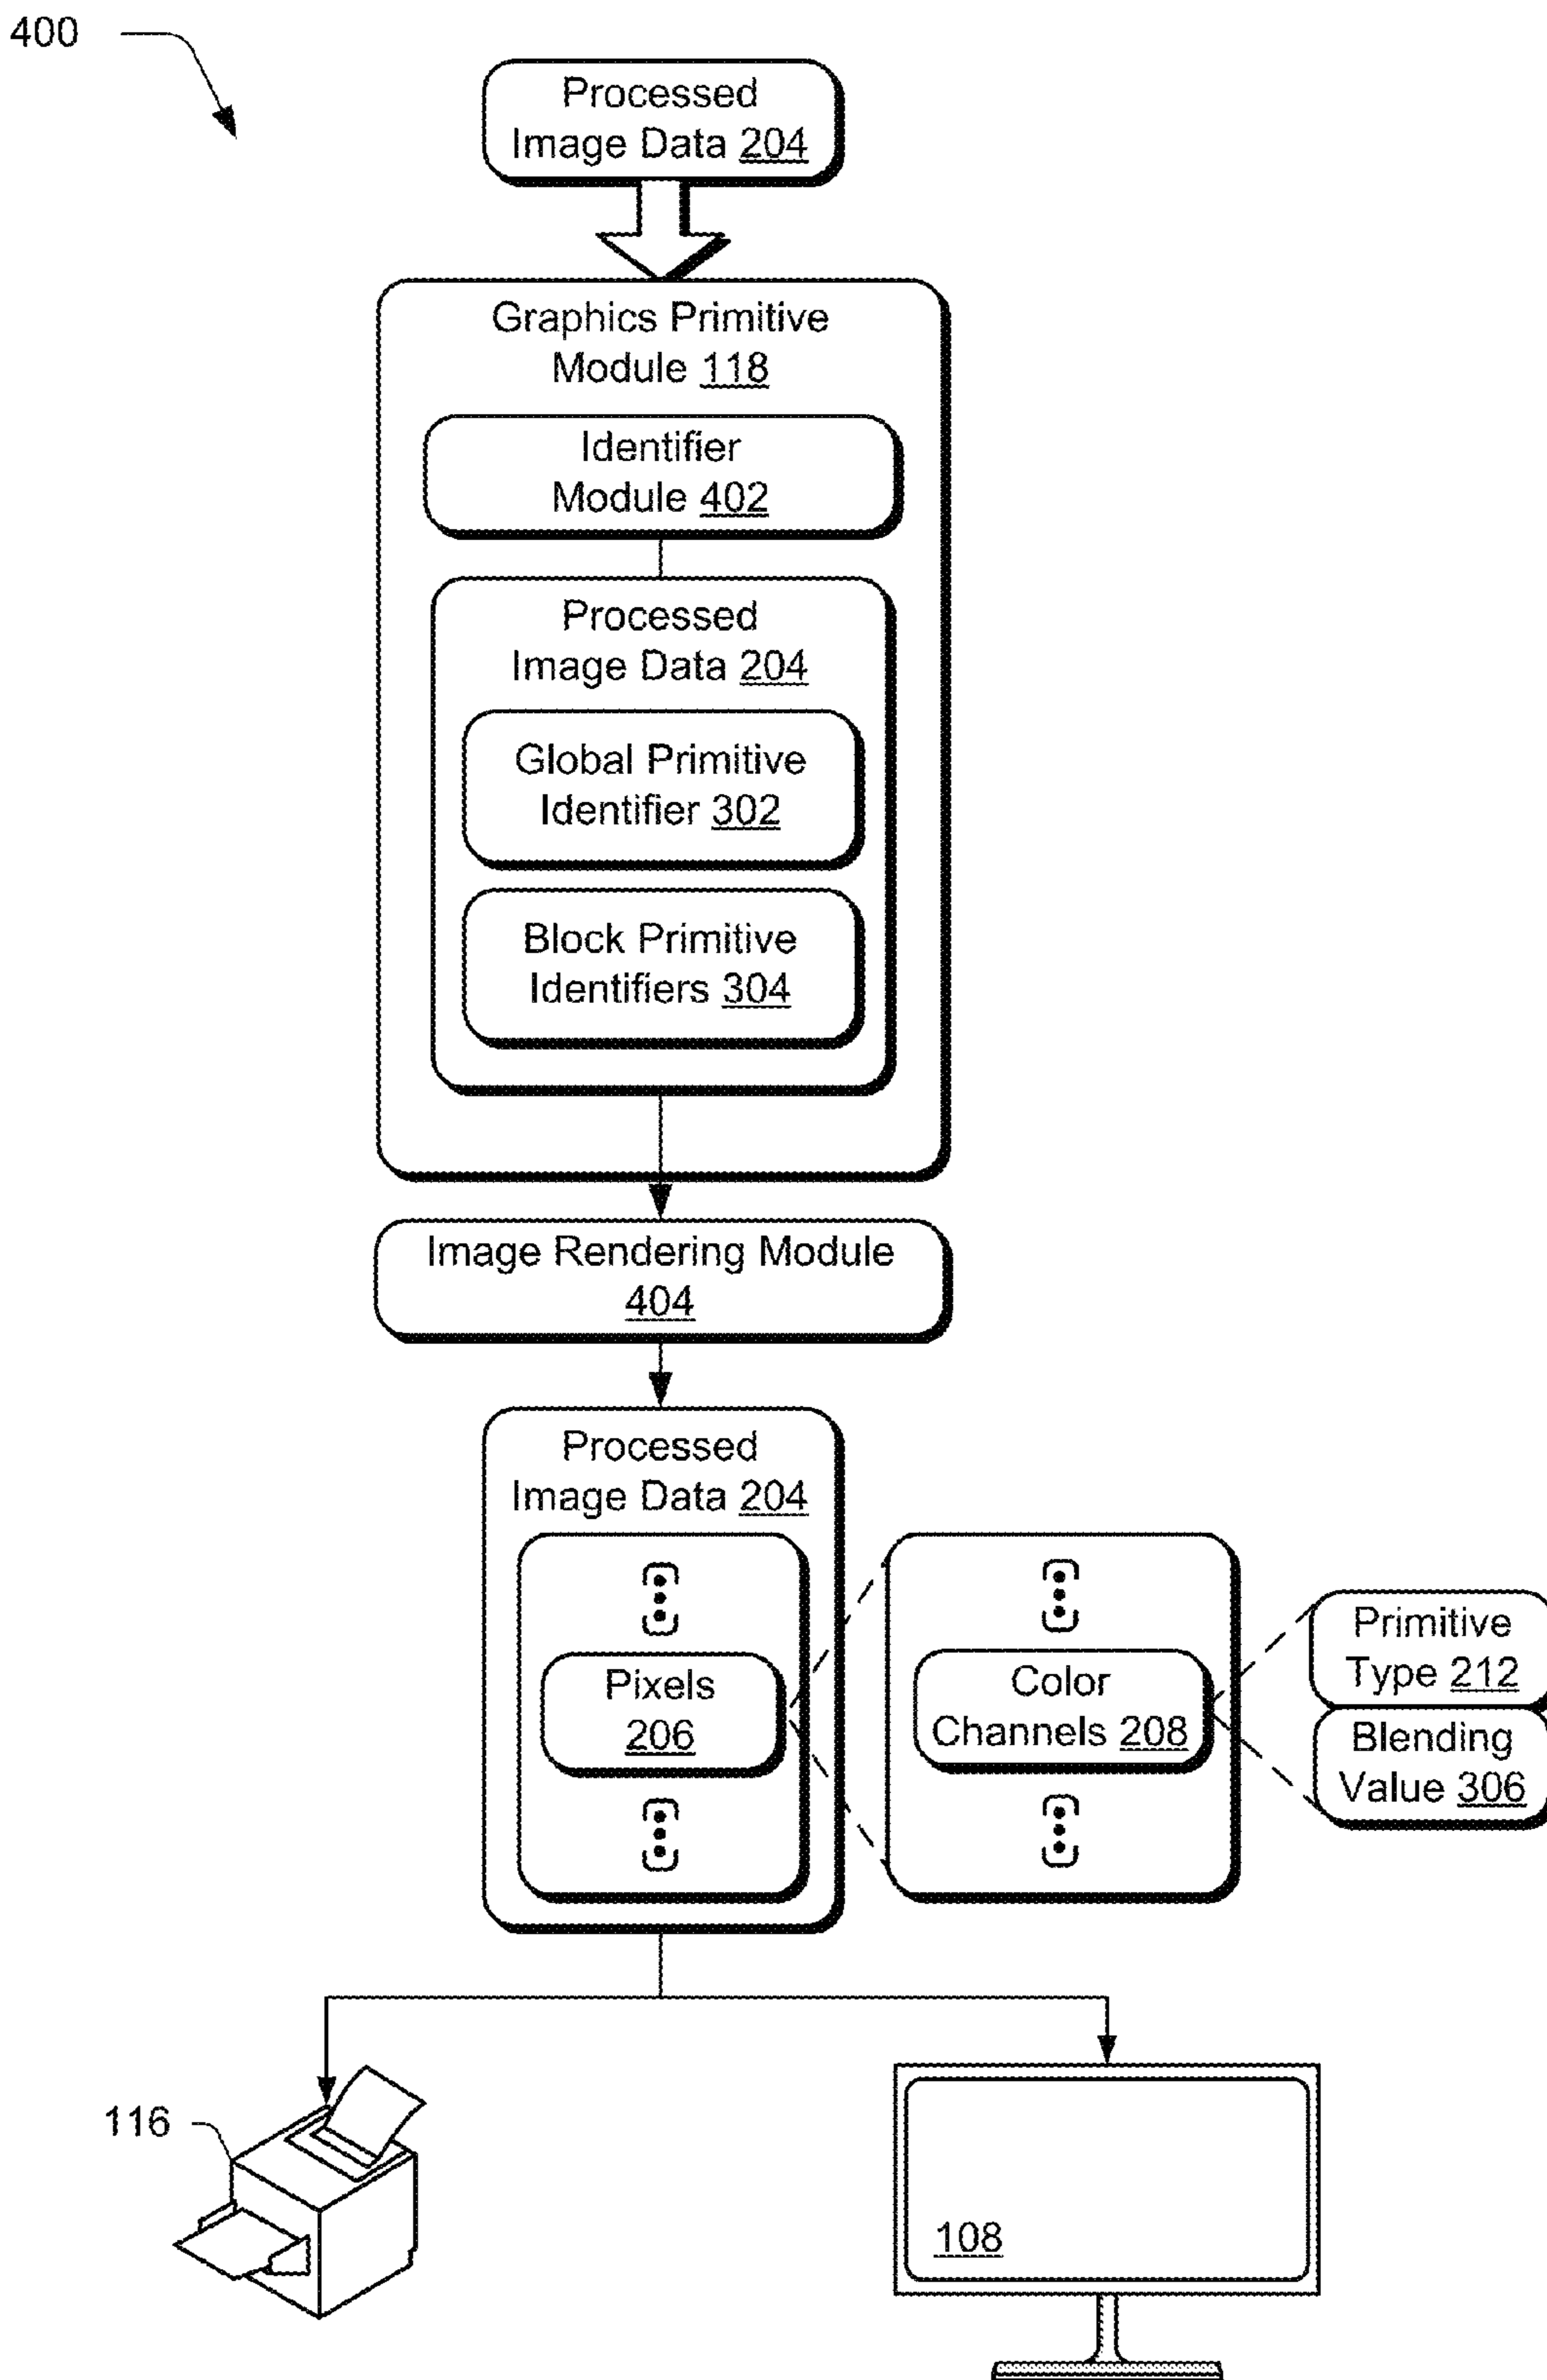 400
Processed
Image Data 204
Graphics Primitive
Module 118
Identifier
Module 402
Processed
Image Data 204
Global Primitive
Identifier 302
Block Primitive
Identifiers 304
Image Rendering Module
404
Processed
Image Data 204
Pixels
206
Color
Channels 208
Primitive
Type 212
Blending
Value 306
116
108